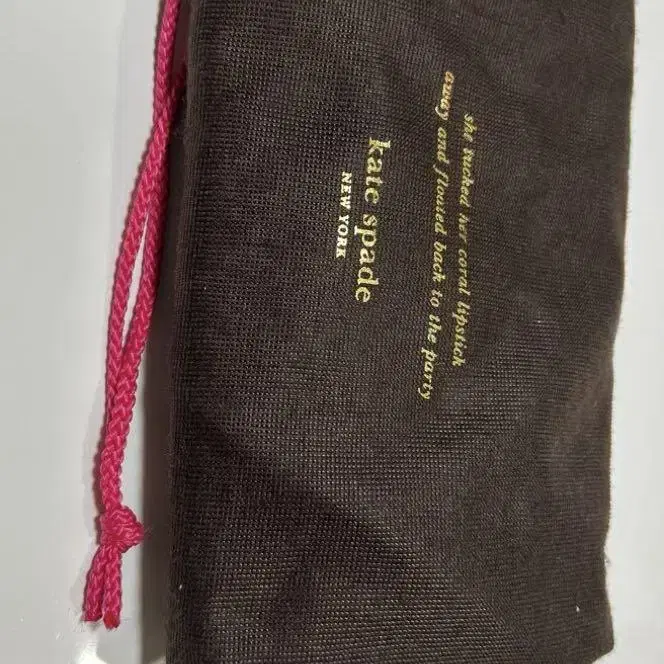 she tucked her coral lipstick
away and floated back to the party
kate spade
NEW YORK